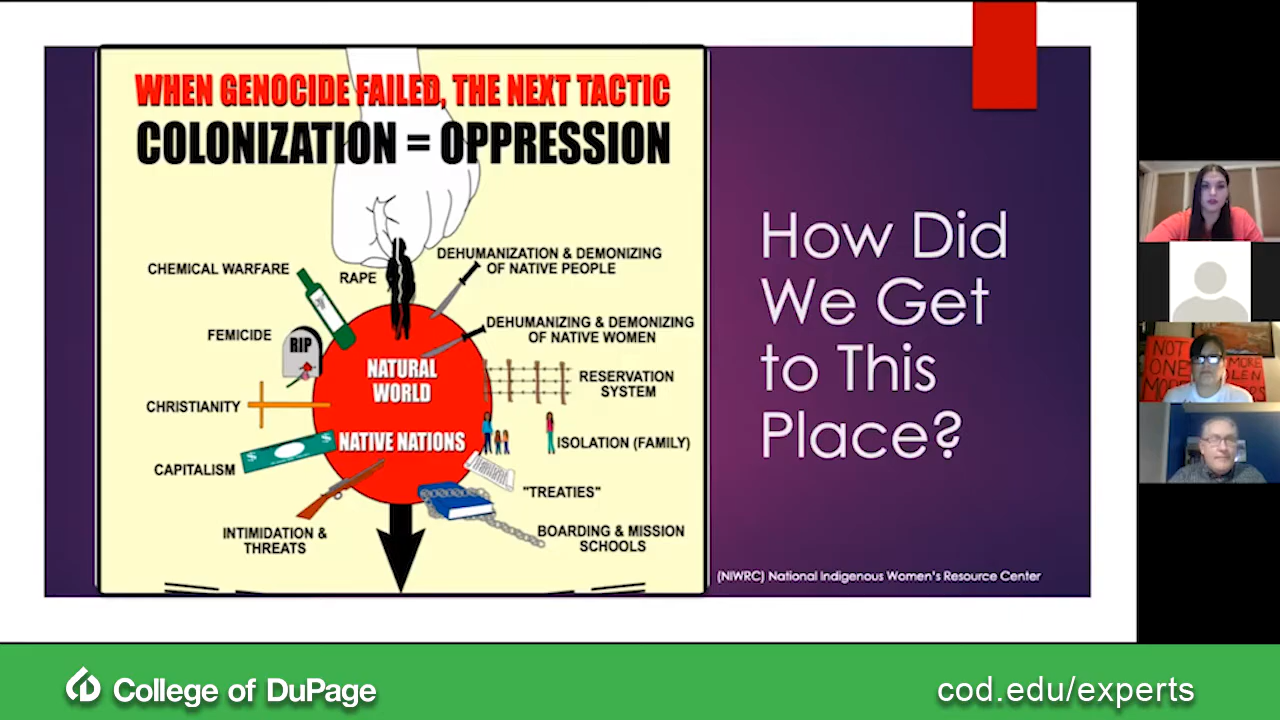 WHEN GENOCIDE FAILED, THE NEXT TACTIC
COLONIZATION = OPPRESSION
CHEMICAL WARFARE
RAPE
DEHUMANIZATION & DEMONIZING
OF NATIVE PEOPLE
FEMICIDE
RIP
DEHUMANIZING & DEMONIZING
OF NATIVE WOMEN
NATURAL
WORLD
RESERVATION
SYSTEM
CHRISTIANITY
NATIVE NATIONS
ISOLATION (FAMILY)
$
$
CAPITALISM
"TREATIES"
INTIMIDATION &
THREATS
BOARDING & MISSION
SCHOOLS
How Did
We Get
to This
Place?
(NIWRC) National Indigenous Women's Resource Center
NOT
ONE
College of DuPage
cod.edu/experts